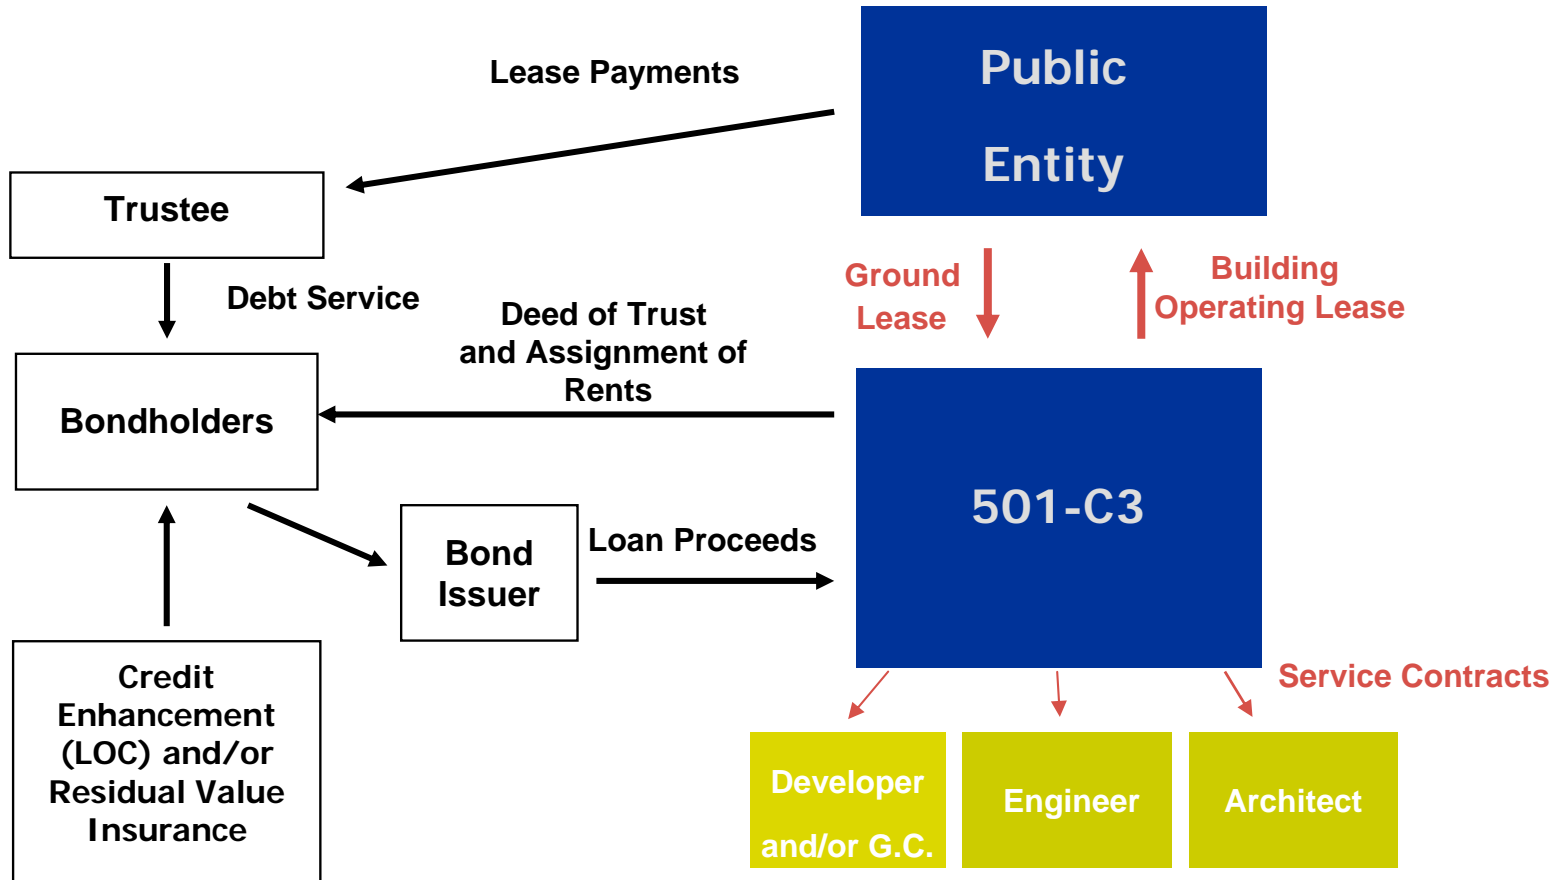 Lease Payments
Public
Entity
Trustee
Debt Service
Ground
Lease
Building
Operating Lease
Deed of Trust
and Assignment of
Rents
Bondholders
501-C3
Bond
Issuer
Loan Proceeds
Credit
Enhancement
(LOC) and/or
Residual Value
Insurance
Service Contracts
Developer
and/or G.C.
Engineer
Architect